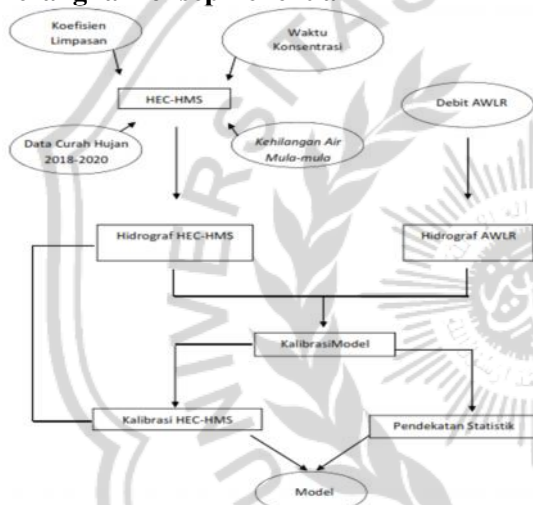 Koefisien
Limpasan
Waktu
Konsentrasi
HEC-HMS
Debit AWLR
Data Curah Hujan
2018-2020
Kehilangan Air
Mula-mula
Hidrograf HEC-HMS
Hidrograf AWLR
KalibrasiModel
Kalibrasi HEC-HMS
Pendekatan Statistik
Model